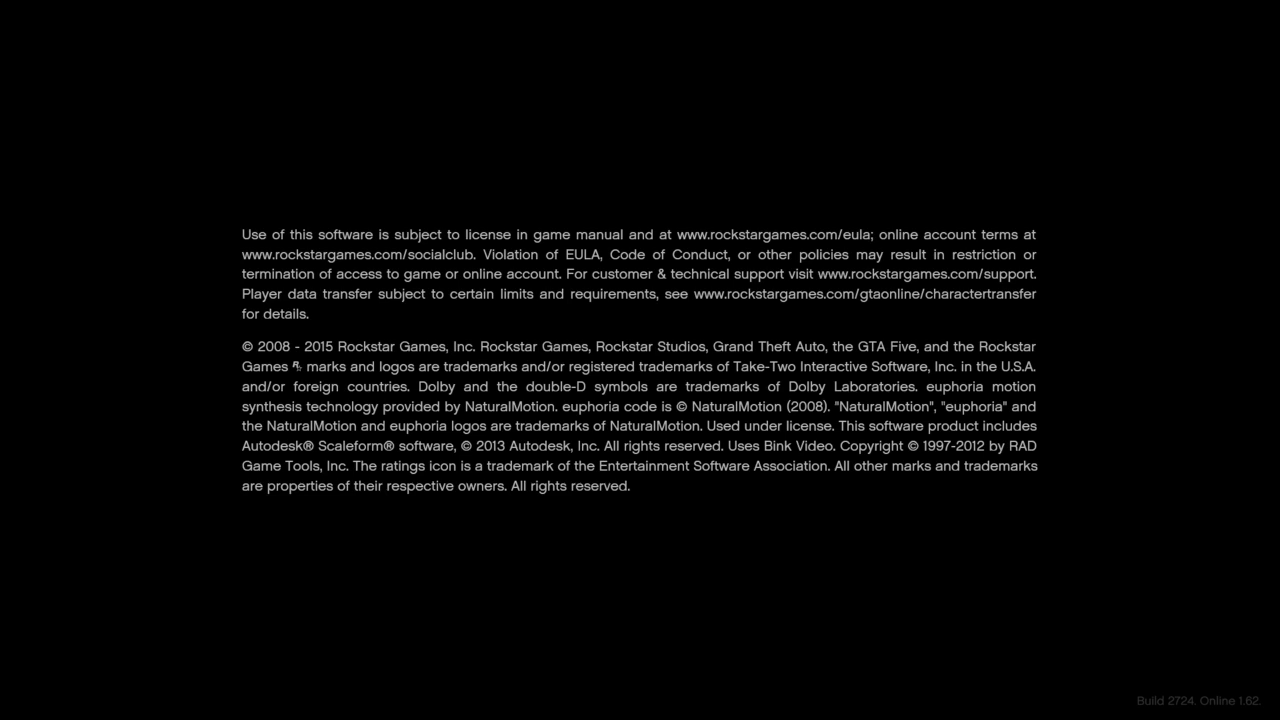 Use of this software is subject to license in game manual and at www.rockstargames.com/eula; online account terms at
www.rockstargames.com/socialclub. Violation of EULA, Code of Conduct, or other policies may result in restriction or
termination of access to game or online account. For customer & technical support visit www.rockstargames.com/support.
Player data transfer subject to certain limits and requirements, see www.rockstargames.com/gtaonline/charactertransfer
for details.
© 2008 - 2015 Rockstar Games, Inc. Rockstar Games, Rockstar Studios, Grand Theft Auto, the GTA Five, and the Rockstar
Games R* marks and logos are trademarks and/or registered trademarks of Take-Two Interactive Software, Inc. in the U.S.A.
and/or foreign countries. Dolby and the double-D symbols are trademarks of Dolby Laboratories. euphoria motion
synthesis technology provided by NaturalMotion. euphoria code is © NaturalMotion (2008). "NaturalMotion", "euphoria" and
the NaturalMotion and euphoria logos are trademarks of NaturalMotion. Used under license. This software product includes
Autodesk® Scaleform® software, © 2013 Autodesk, Inc. All rights reserved. Uses Bink Video. Copyright © 1997-2012 by RAD
Game Tools, Inc. The ratings icon is a trademark of the Entertainment Software Association. All other marks and trademarks
are properties of their respective owners. All rights reserved.
Build 2724. Online 1.62.